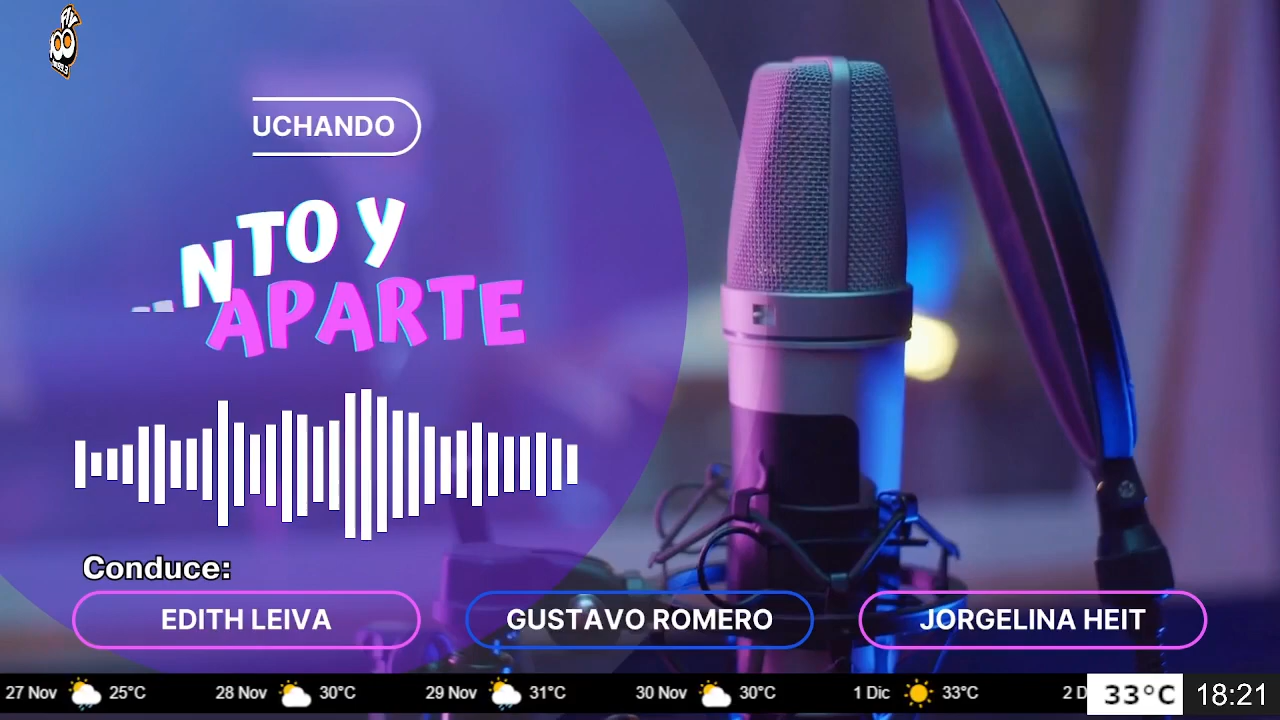 UCHANDO
NTO Y
APARTE
Conduce:
EDITH LEIVA
GUSTAVO ROMERO
JORGELINA HEIT
27 Nov 25°C 28 Nov 30°C 29 Nov 31°C 30 Nov 30°C 1 Dic 33°C 2 D 33°C 18:21